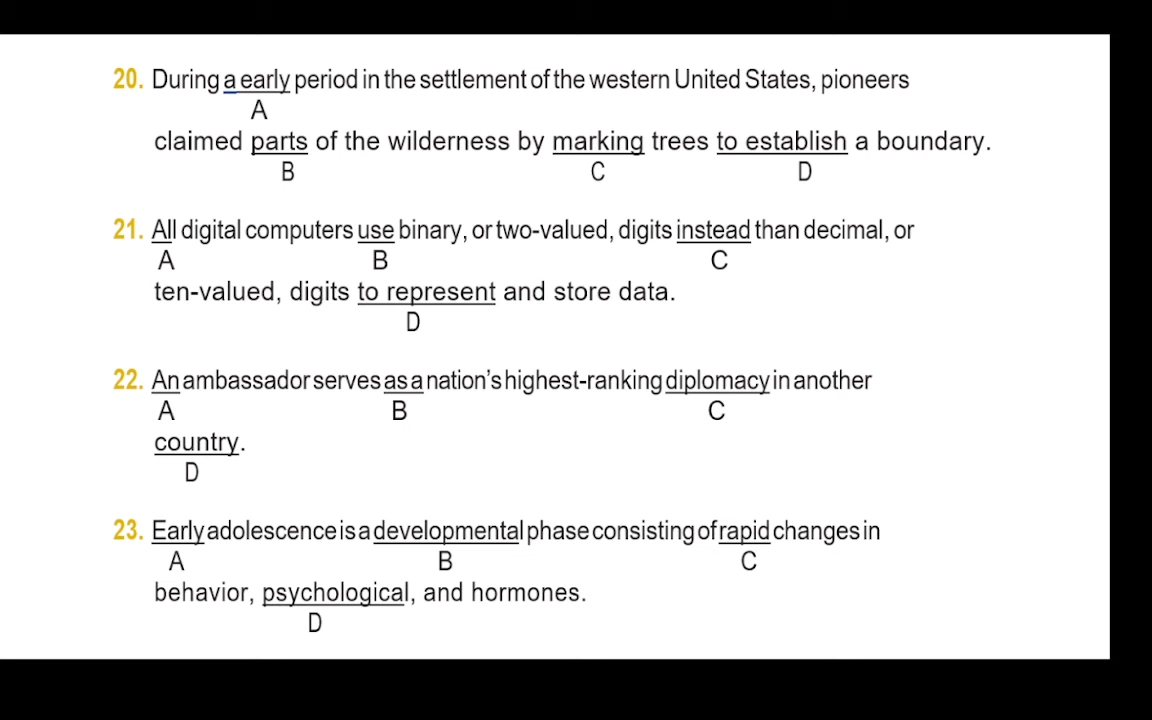 20. During a early period in the settlement of the western United States, pioneers
A
claimed parts of the wilderness by marking trees to establish a boundary.
B C D
21. All digital computers use binary, or two-valued, digits instead than decimal, or
A B C
ten-valued, digits to represent and store data.
D
22. An ambassador serves as a nation's highest-ranking diplomacy in another
A B C
country.
D
23. Early adolescence is a developmental phase consisting of rapid changes in
A B C
behavior, psychological, and hormones.
D